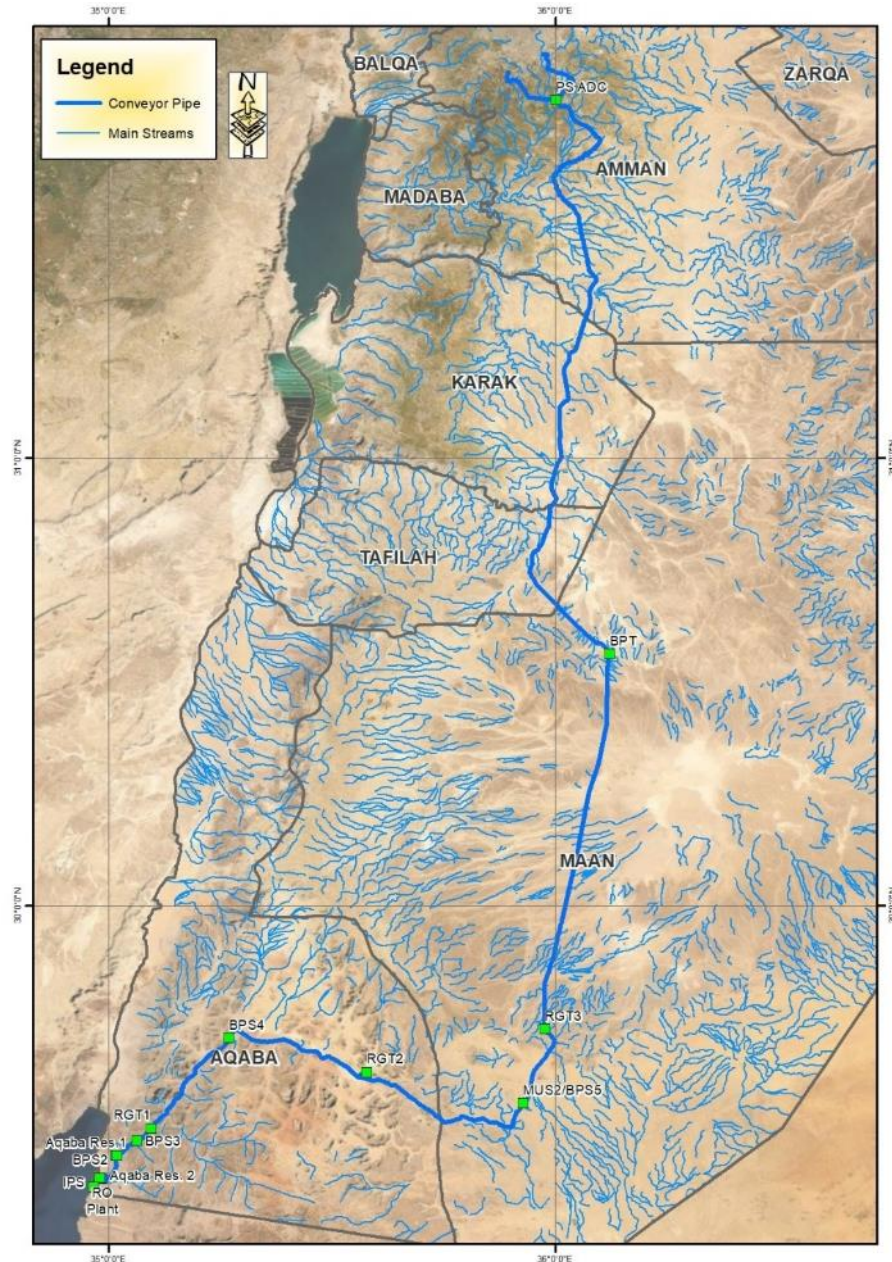 35°0'0"E
36°0'0"E
Legend
Conveyor Pipe
Main Streams
N
BALQA
ZARQA
PS ADC
AMMAN
MADABA
KARAK
31°0'0"N
TAFILAH
BPT
MAAN
30°0'0"N
RGT3
BPS4
AQABA
RGT2
MUS2/BPS5
RGT1
Aqaba Res.1
BPS3
BPS2
Aqaba Res. 2
IPS
RO
Plant
35°0'0"E
36°0'0"E